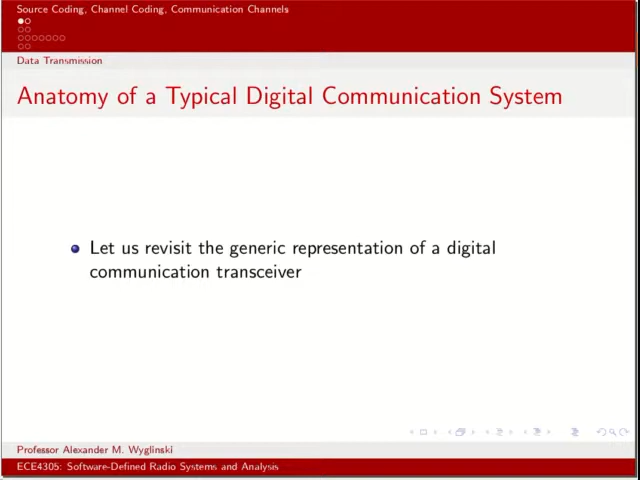 Source Coding, Channel Coding, Communication Channels
Data Transmission
Anatomy of a Typical Digital Communication System
Let us revisit the generic representation of a digital
communication transceiver
Professor Alexander M. Wyglinski
ECE4305: Software-Defined Radio Systems and Analysis